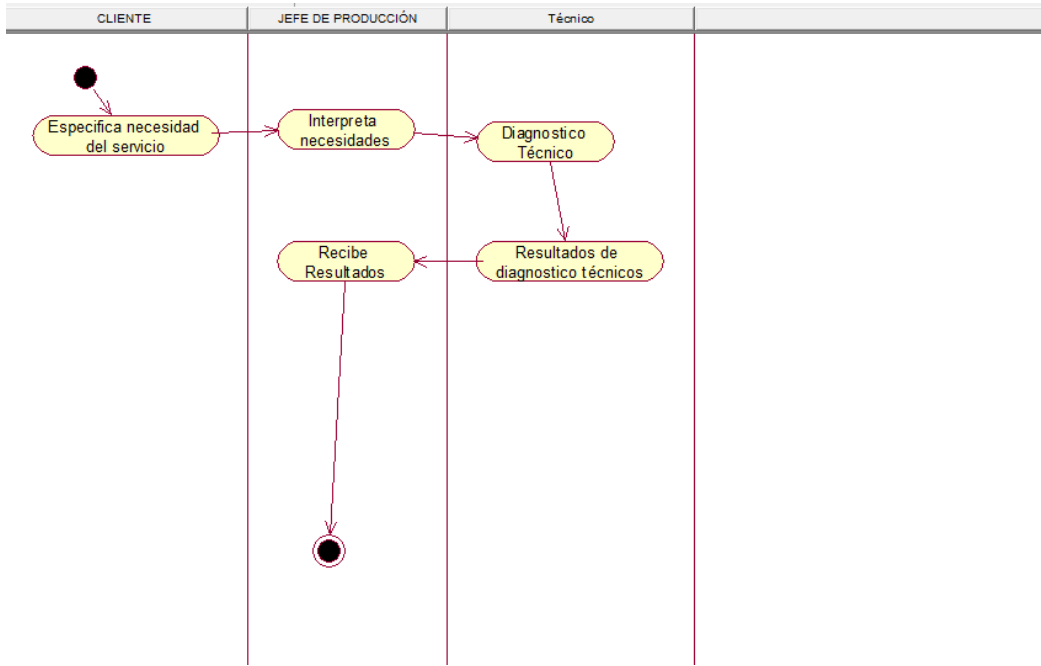 CLIENTE
JEFE DE PRODUCCIÓN
Técnico
Especifica necesidad
del servicio
Interpreta
necesidades
Diagnostico
Técnico
Recibe
Resultados
Resultados de
diagnostico técnicos